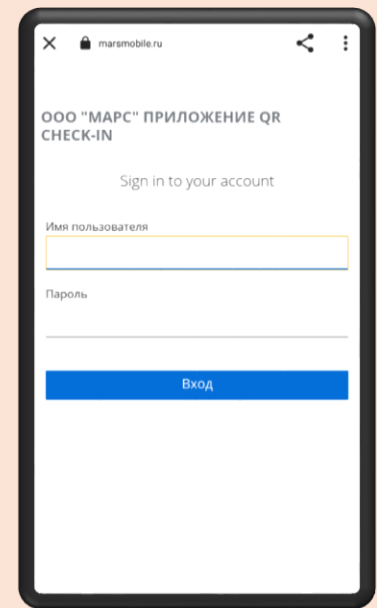 marsmobile.ru
ООО "МАРС" ПРИЛОЖЕНИЕ QR
CHECK-IN
Sign in to your account
Имя пользователя
Пароль
Вход